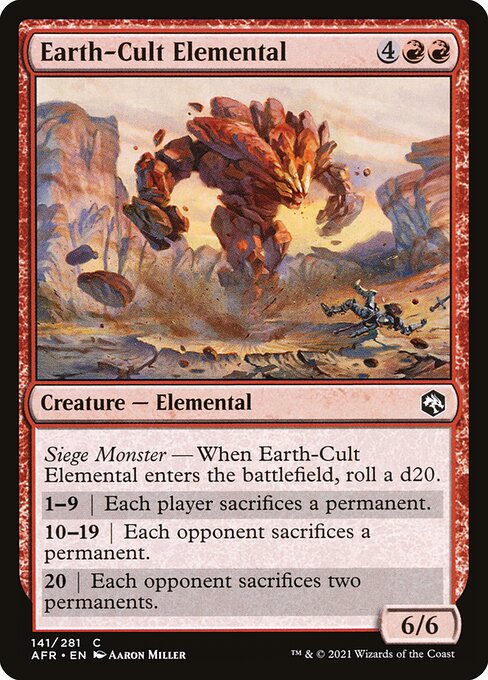 Earth-Cult Elemental 4
Creature — Elemental
Siege Monster — When Earth-Cult
Elemental enters the battlefield, roll a d20.
1–9 | Each player sacrifices a permanent.
10–19 | Each opponent sacrifices a
permanent.
20 | Each opponent sacrifices two
permanents.
6/6
141/281 C
AFR • EN Aaron Miller
™ & © 2021 Wizards of the Coast